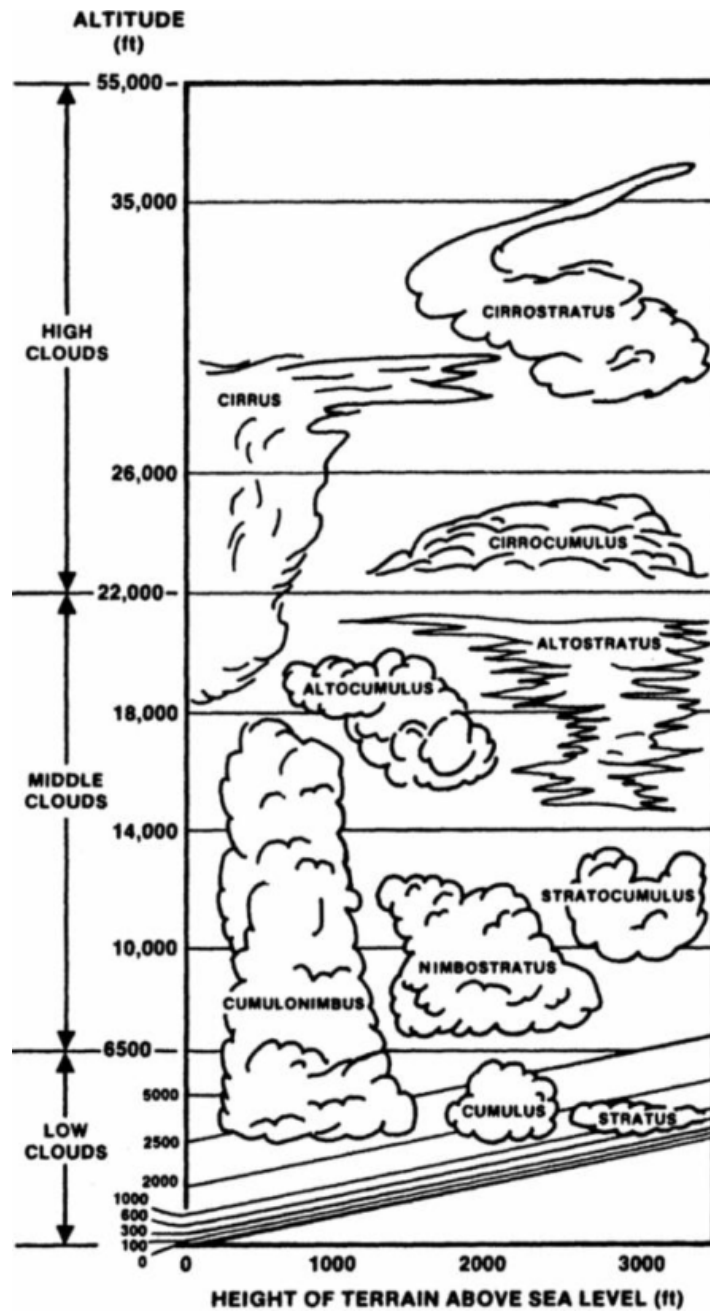 ALTITUDE
(ft)
55,000
35,000
CIRROSTRATUS
HIGH
CLOUDS
CIRRUS
26,000
CIRROCUMULUS
22,000
ALTOSTRATUS
ALTOCUMULUS
18,000
MIDDLE
CLOUDS
14,000
STRATOCUMULUS
10,000
NIMBOSTRATUS
CUMULONIMBUS
6500
5000
CUMULUS
STRATUS
LOW
CLOUDS
2500
2000
1000
600
300
100
0
0 1000 2000 3000
HEIGHT OF TERRAIN ABOVE SEA LEVEL (ft)